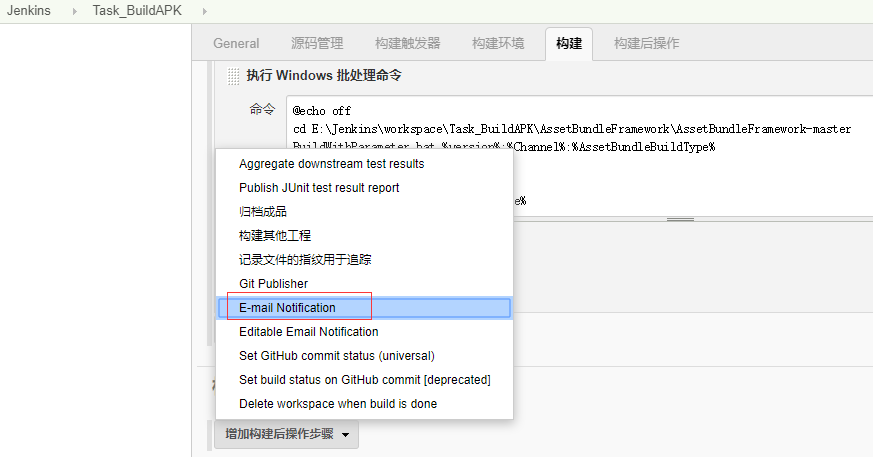 Jenkins Task_BuildAPK
General 源码管理 构建触发器 构建环境 构建 构建后操作
执行 Windows 批处理命令
命令
@echo off
cd E:\Jenkins\workspace\Task_BuildAPK\AssetBundleFramework\AssetBundleFramework-master
BuildWithParameter.bat %version%:%Channel%:%AssetBundleBuildType%
e%
Aggregate downstream test results
Publish JUnit test result report
归档成品
构建其他工程
记录文件的指纹用于追踪
Git Publisher
E-mail Notification
Editable Email Notification
Set GitHub commit status (universal)
Set build status on GitHub commit [deprecated]
Delete workspace when build is done
增加构建后操作步骤